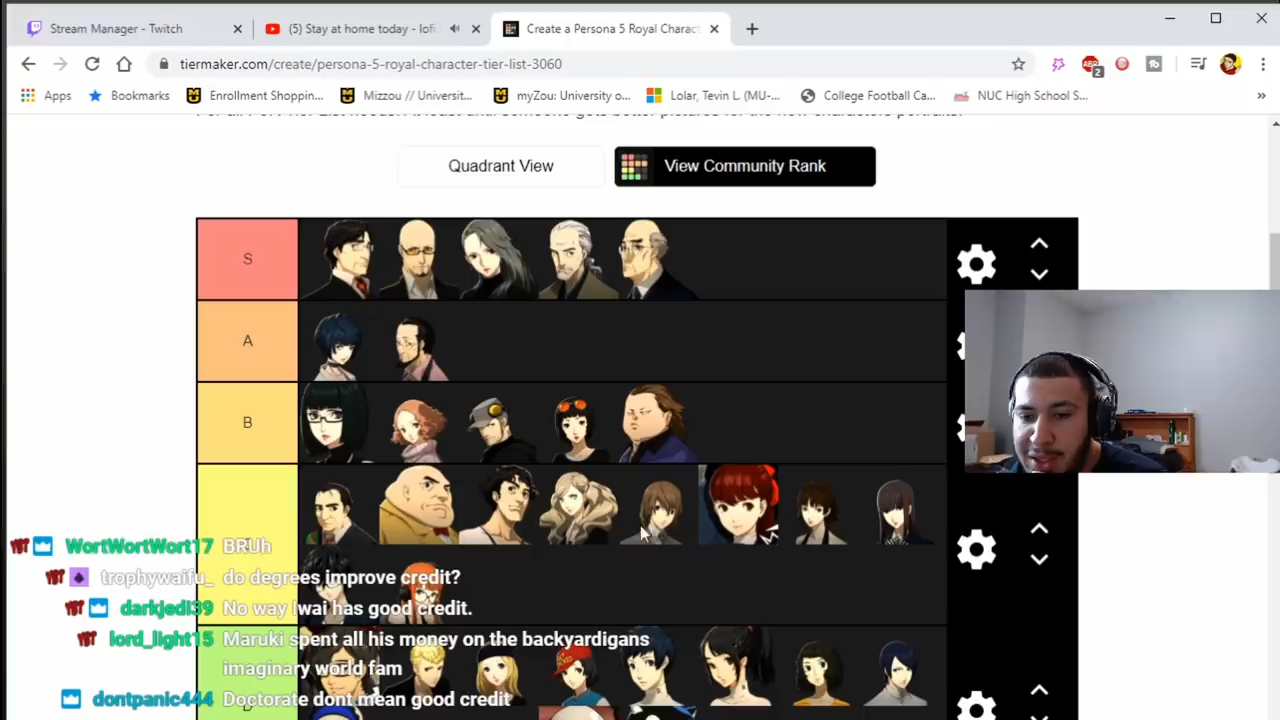 Stream Manager - Twitch
(5) Stay at home today - lofi
Create a Persona 5 Royal Charact
tiermaker.com/create/persona-5-royal-character-tier-list-3060
2
Apps
Bookmarks
Enrollment Shoppin...
Mizzou // Universit...
myZou: University o...
Lolar, Tevin L. (MU-...
College Football Ca...
NUC High School S...
Quadrant View
View Community Rank
S
A
B
WortWortWort17 BRUh
trophywaifu_ do degrees improve credit?
darkjedi39 No way Iwai has good credit.
lord_light15 Maruki spent all his money on the backyardigans
imaginary world fam
dontpanic444 Doctorate dont mean good credit